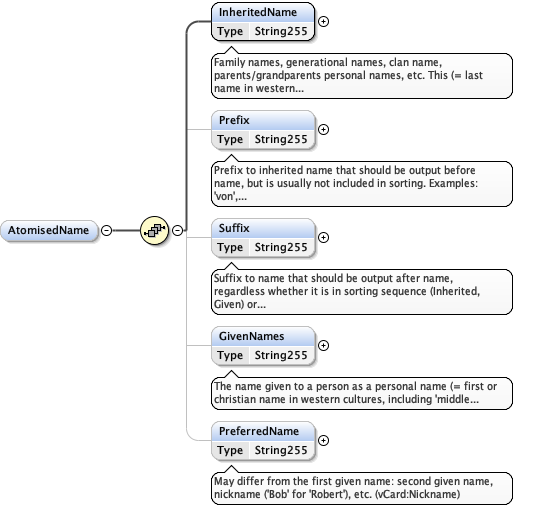 InheritedName
Type String255
Family names, generational names, clan name,
parents/grandparents personal names, etc. This (= last
name in western...
Prefix
Type String255
Prefix to inherited name that should be output before
name, but is usually not included in sorting. Examples:
'von',...
AtomisedName
Suffix
Type String255
Suffix to name that should be output after name,
regardless whether it is in sorting sequence (Inherited,
Given) or...
GivenNames
Type String255
The name given to a person as a personal name (= first or
christian name in western cultures, including 'middle...
PreferredName
Type String255
May differ from the first given name: second given name,
nickname ('Bob' for 'Robert'), etc. (vCard:Nickname)